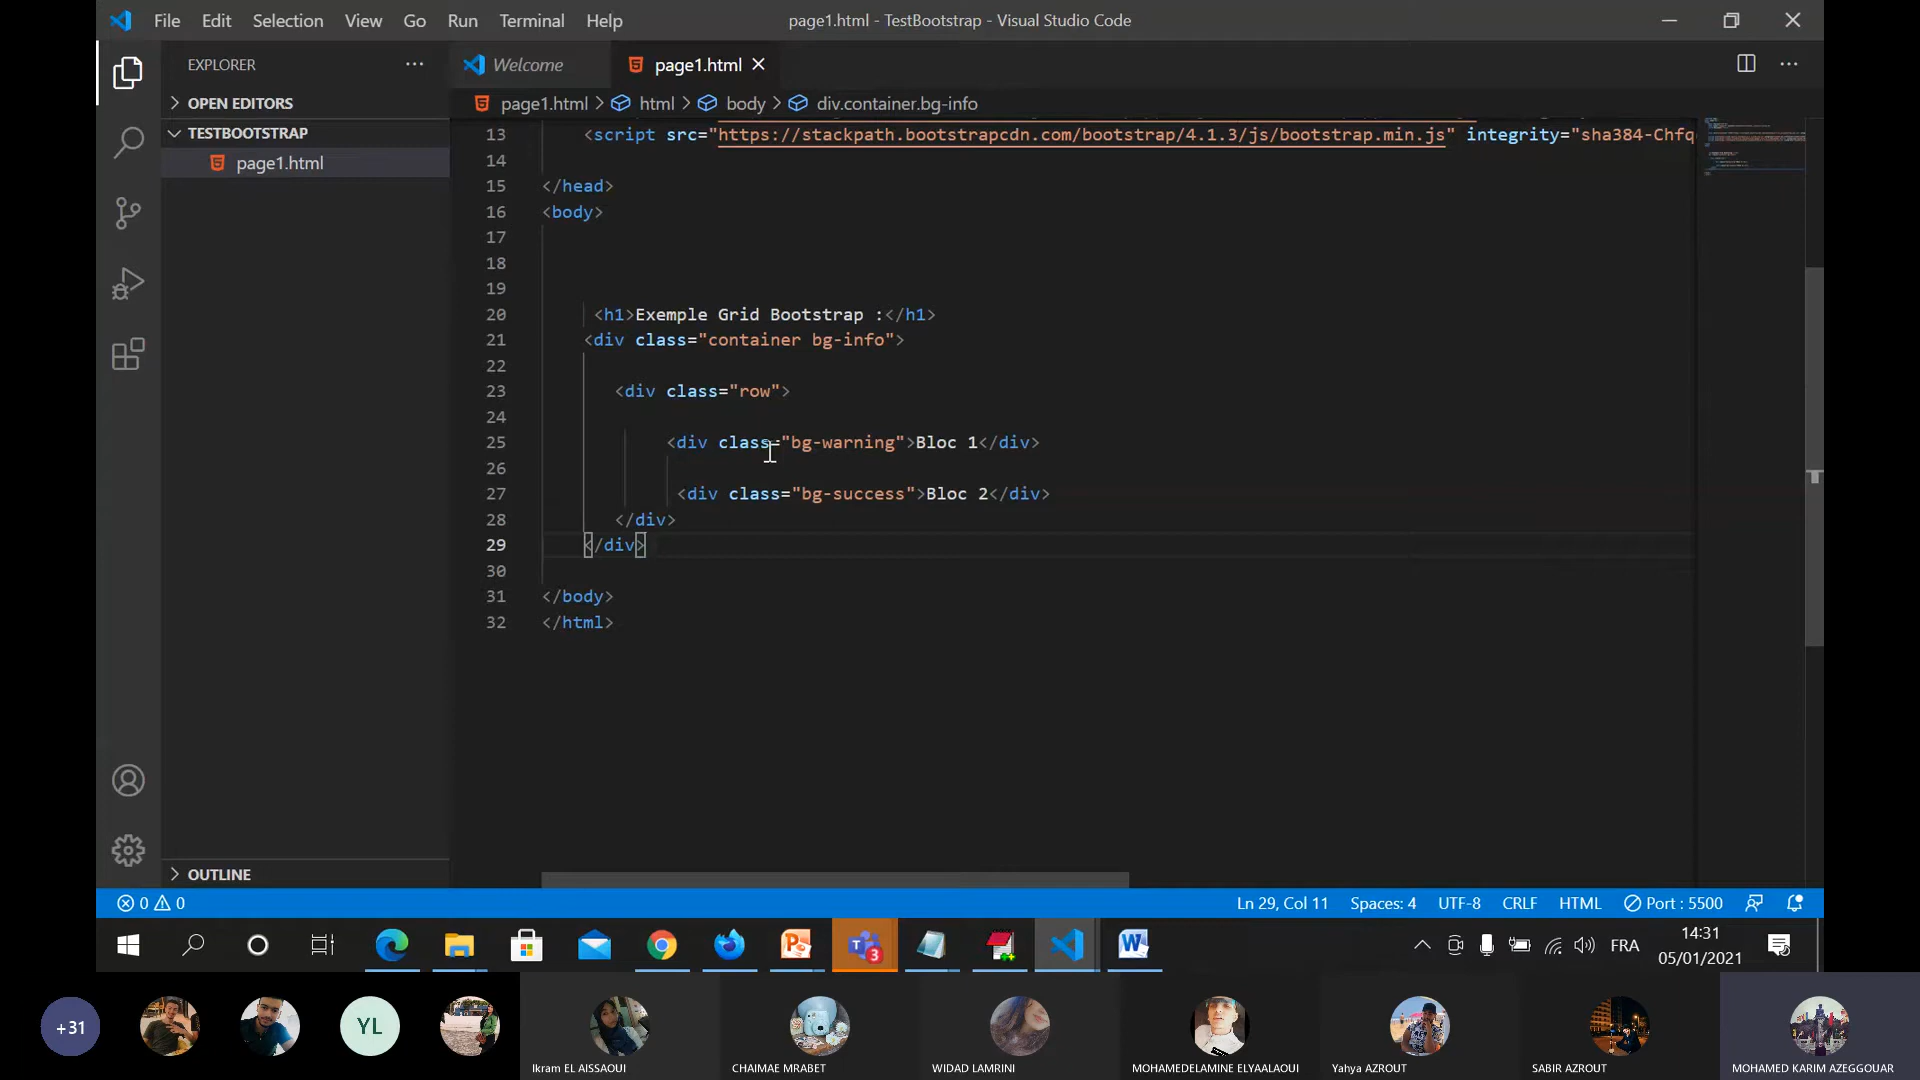 File Edit Selection View Go Run Terminal Help page1.html - TestBootstrap - Visual Studio Code
EXPLORER
Welcome
page1.html
OPEN EDITORS
page1.html > html > body > div.container.bg-info
TESTBOOTSTRAP
page1.html
13 <script src="https://stackpath.bootstrapcdn.com/bootstrap/4.1.3/js/bootstrap.min.js" integrity="sha384-Chfq
14
15 </head>
16 <body>
17
18
19
20 <h1>Exemple Grid Bootstrap :</h1>
21 <div class="container bg-info">
22
23 <div class="row">
24
25 <div class="bg-warning">Bloc 1</div>
26
27 <div class="bg-success">Bloc 2</div>
28 </div>
29 </div>
30
31 </body>
32 </html>
OUTLINE
0 0 Ln 29, Col 11 Spaces: 4 UTF-8 CRLF HTML Port : 5500
3
FRA
14:31
05/01/2021
+31
YL
Ikram EL AISSAOUI
CHAIMAE MRABET
WIDAD LAMRINI
MOHAMEDELAMINE ELYAALAOUI
Yahya AZROUT
SABIR AZROUT
MOHAMED KARIM AZEGGOUAR